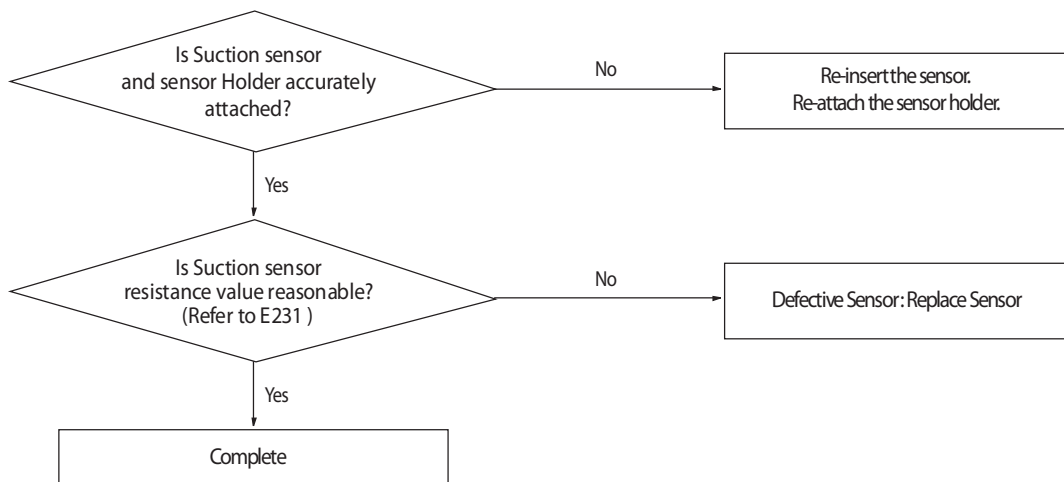 Is Suction sensor
and sensor Holder accurately
attached?
No
Re-insert the sensor.
Re-attach the sensor holder.
Yes
Is Suction sensor
resistance value reasonable?
(Refer to E231 )
No
Defective Sensor : Replace Sensor
Yes
Complete